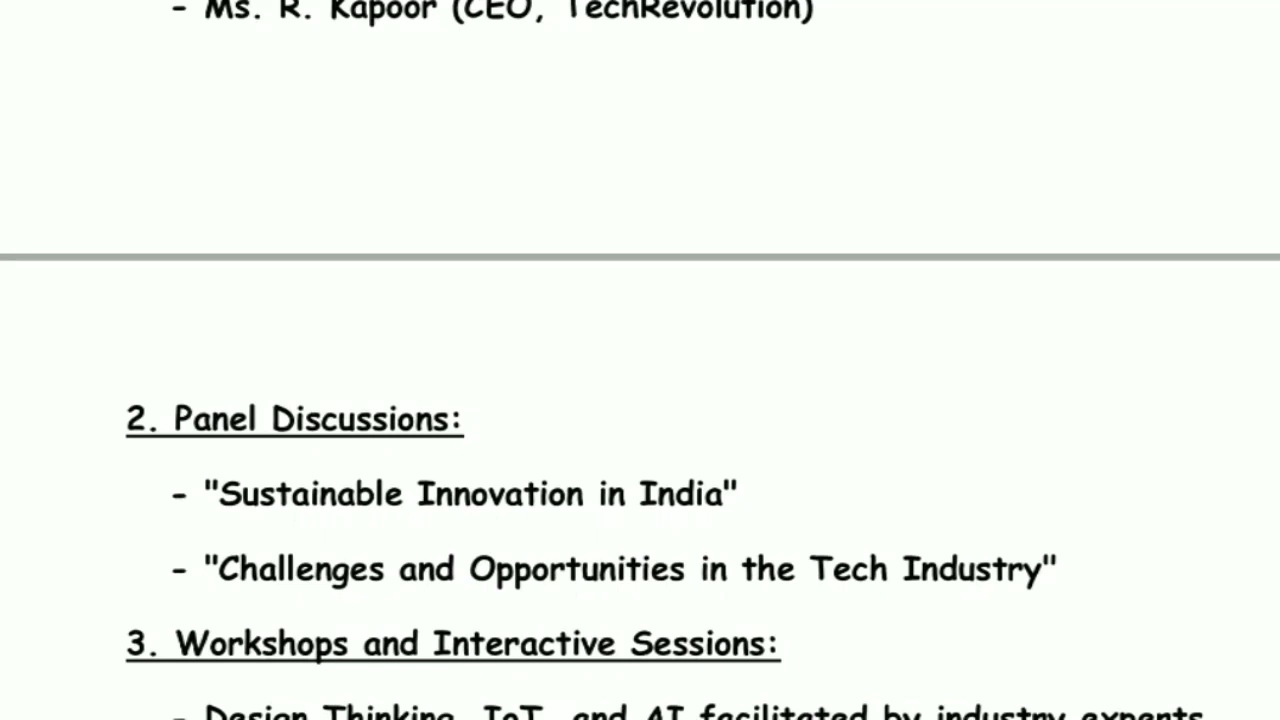 - Ms. R. Kapoor (CEO, TechRevolution)
2. Panel Discussions:
- "Sustainable Innovation in India"
- "Challenges and Opportunities in the Tech Industry"
3. Workshops and Interactive Sessions:
- Design Thinking, IoT, and AI facilitated by industry experts